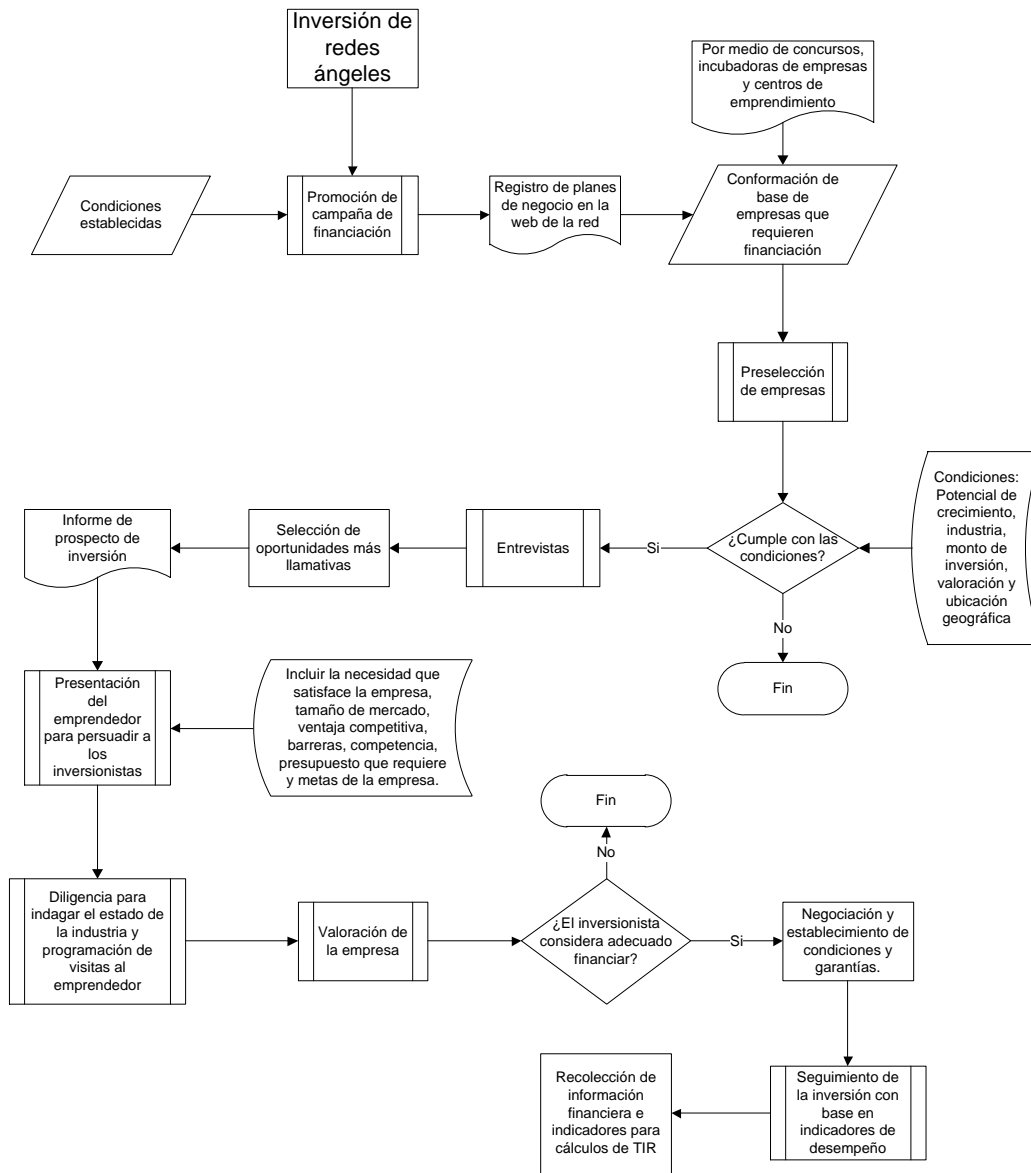 Inversión de
redes
ángeles
Por medio de concursos,
incubadoras de empresas
y centros de
emprendimiento
Condiciones
establecidas
Promoción de
campaña de
financiación
Registro de planes
de negocio en la
web de la red
Conformación de
base de
empresas que
requieren
financiación
Preselección
de empresas
Condiciones:
Potencial de
crecimiento,
industria,
monto de
inversión,
valoración y
ubicación
geográfica
¿Cumple con las
condiciones?
Si
No
Fin
Entrevistas
Selección de
oportunidades más
llamativas
Informe de
prospecto de
inversión
Presentación
del
emprendedor
para persuadir a
los
inversionistas
Incluir la necesidad que
satisface la empresa,
tamaño de mercado,
ventaja competitiva,
barreras, competencia,
presupuesto que requiere
y metas de la empresa.
Diligencia para
indagar el estado de
la industria y
programación de
visitas al
emprendedor
Valoración de
la empresa
¿El inversionista
considera adecuado
financiar?
No
Fin
Si
Negociación y
establecimiento de
condiciones y
garantías.
Seguimiento de
la inversión con
base en
indicadores de
desempeño
Recolección de
información
financiera e
indicadores para
cálculos de TIR